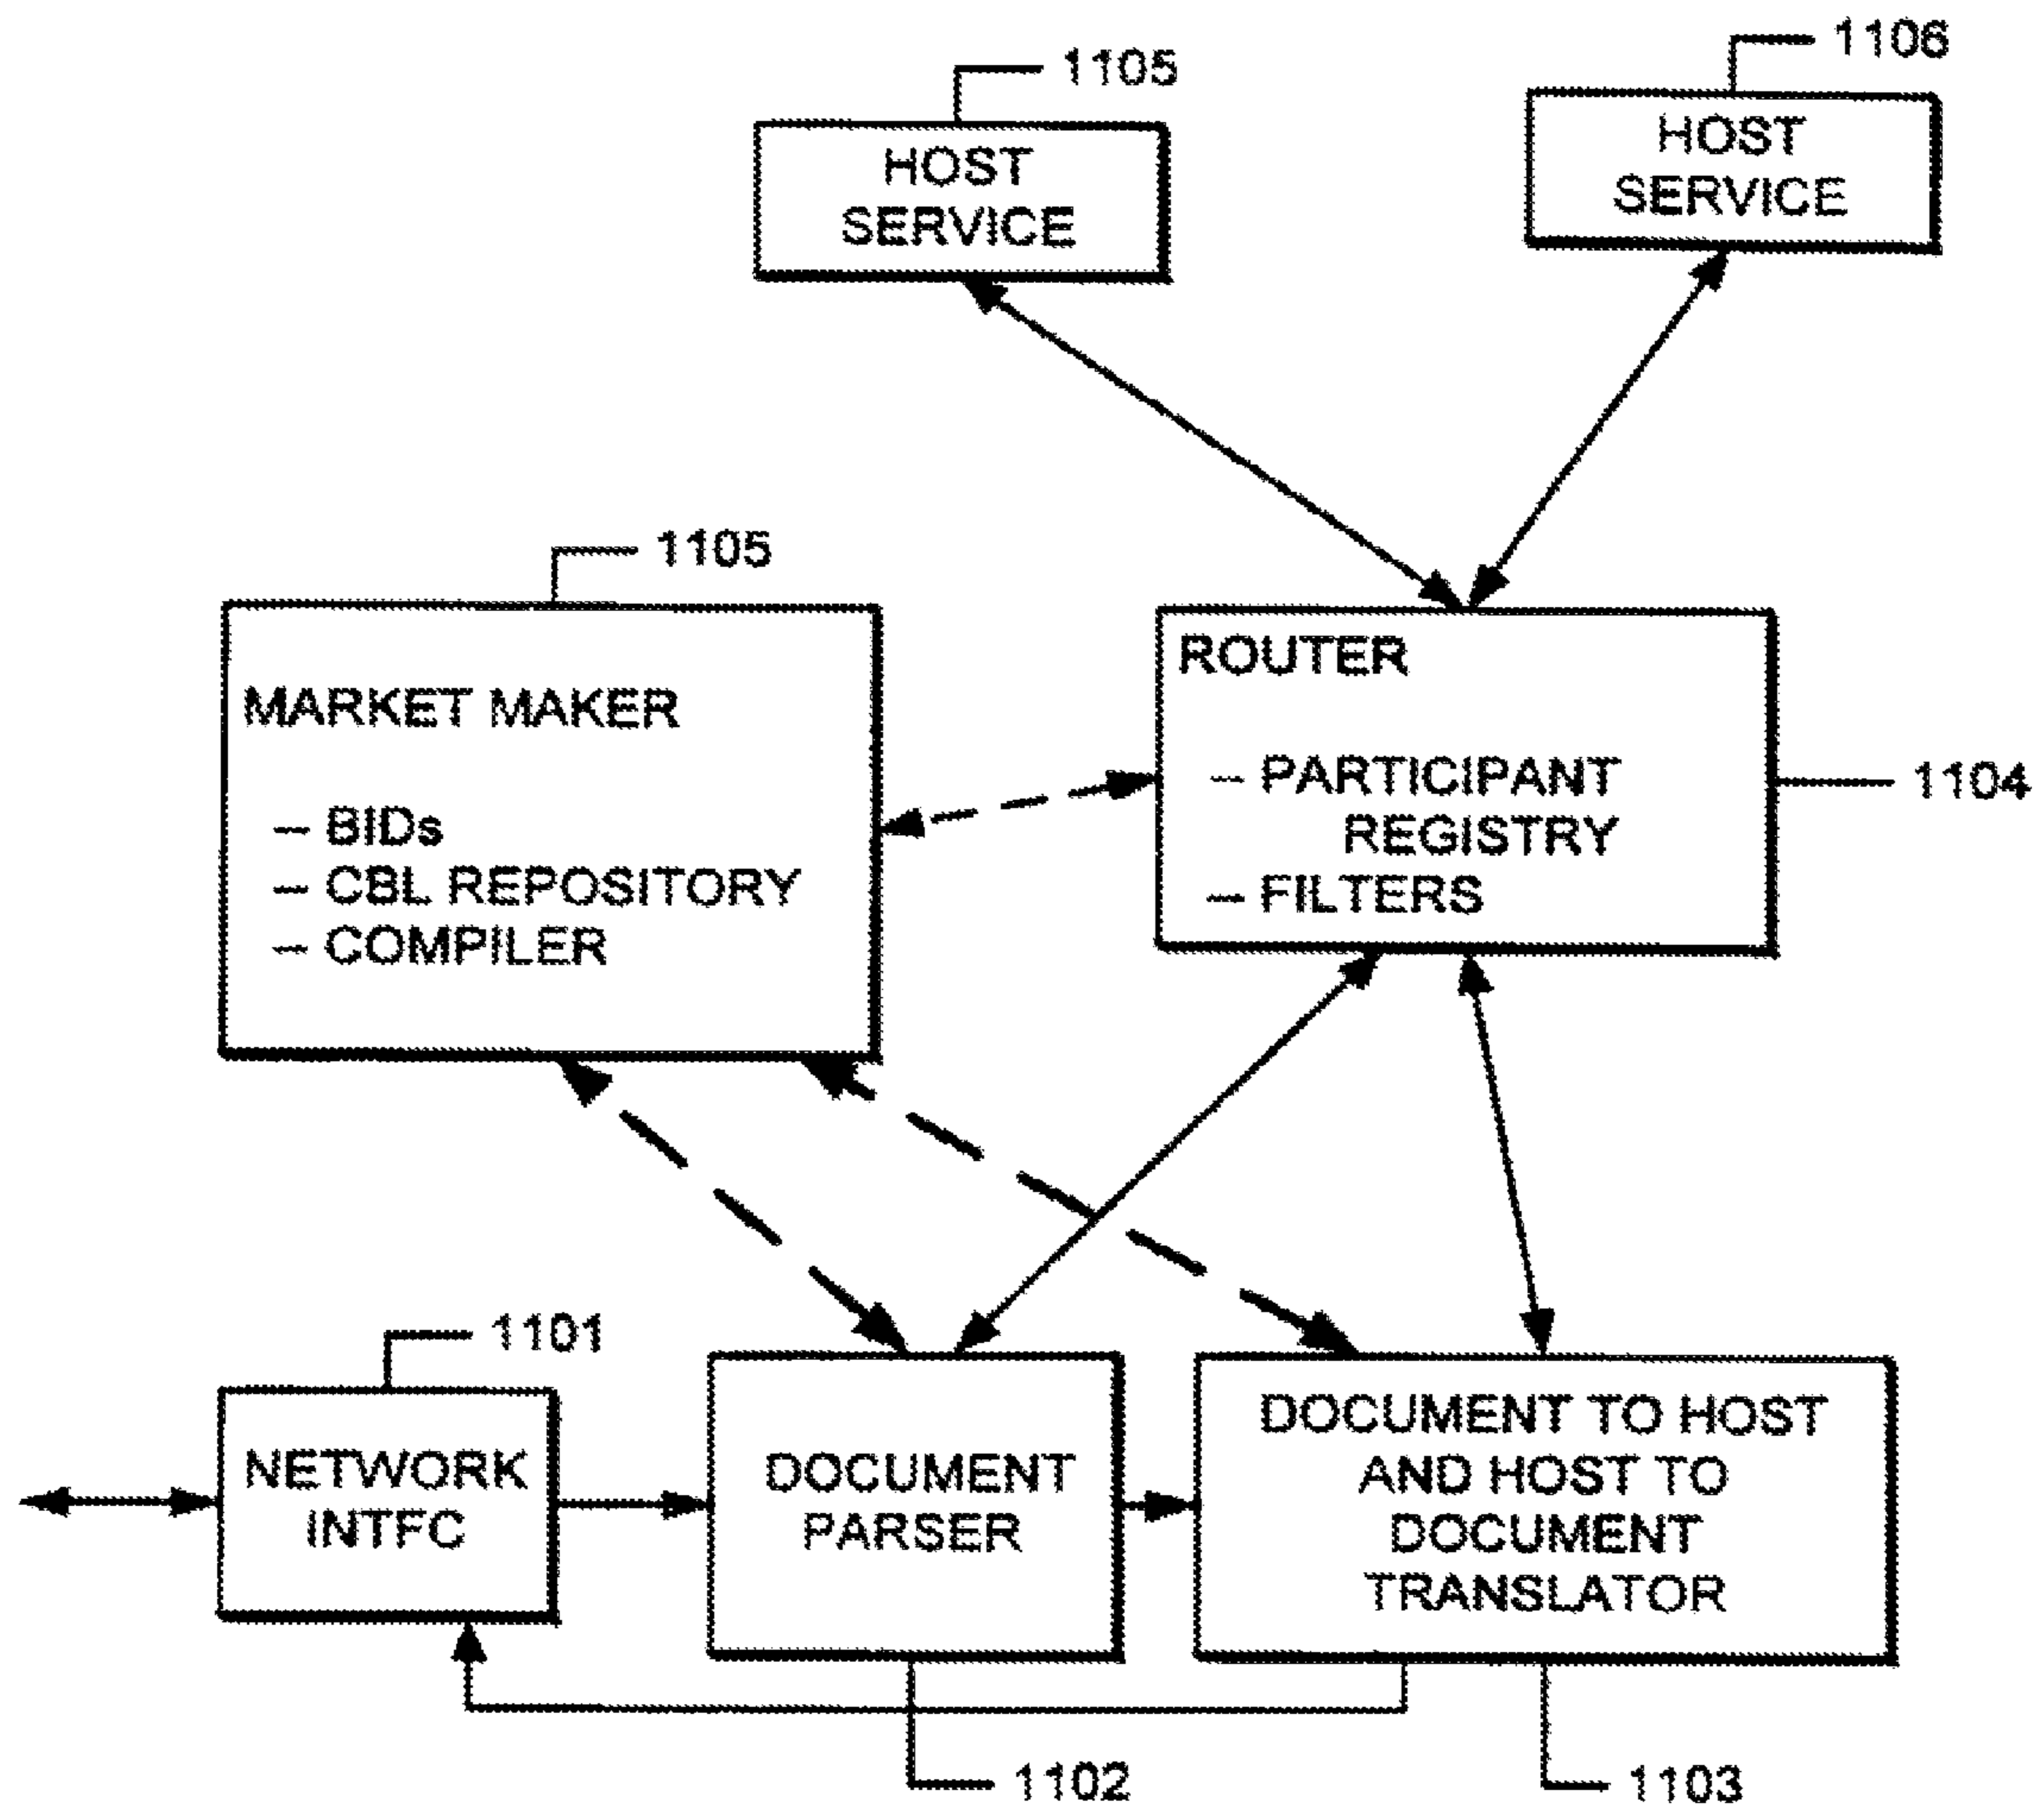 1106
1105
HOST
SERVICE
HOST
SERVICE
1105
MARKET MAKER
– BIDs
– CBL REPOSITORY
– COMPILER
ROUTER
– PARTICIPANT
REGISTRY
– FILTERS
1104
1101
NETWORK
INTFC
DOCUMENT
PARSER
DOCUMENT TO HOST
AND HOST TO
DOCUMENT
TRANSLATOR
1102
1103